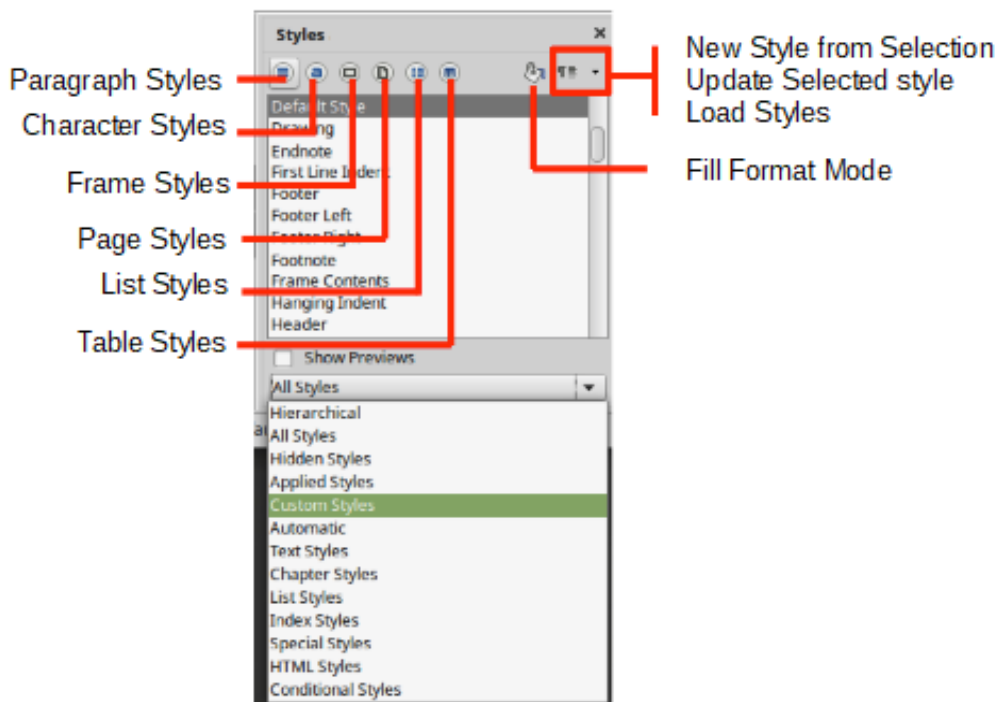 Styles
New Style from Selection
Update Selected style
Load Styles
Paragraph Styles
Default Style
Character Styles
Drawing
Endnote
Fill Format Mode
First Line Indent
Frame Styles
Footer
Footer Left
Page Styles
Footer Right
Footnote
Frame Contents
List Styles
Hanging Indent
Header
Table Styles
Show Previews
All Styles
Hierarchical
All Styles
Hidden Styles
Applied Styles
Custom Styles
Automatic
Text Styles
Chapter Styles
List Styles
Index Styles
Special Styles
HTML Styles
Conditional Styles